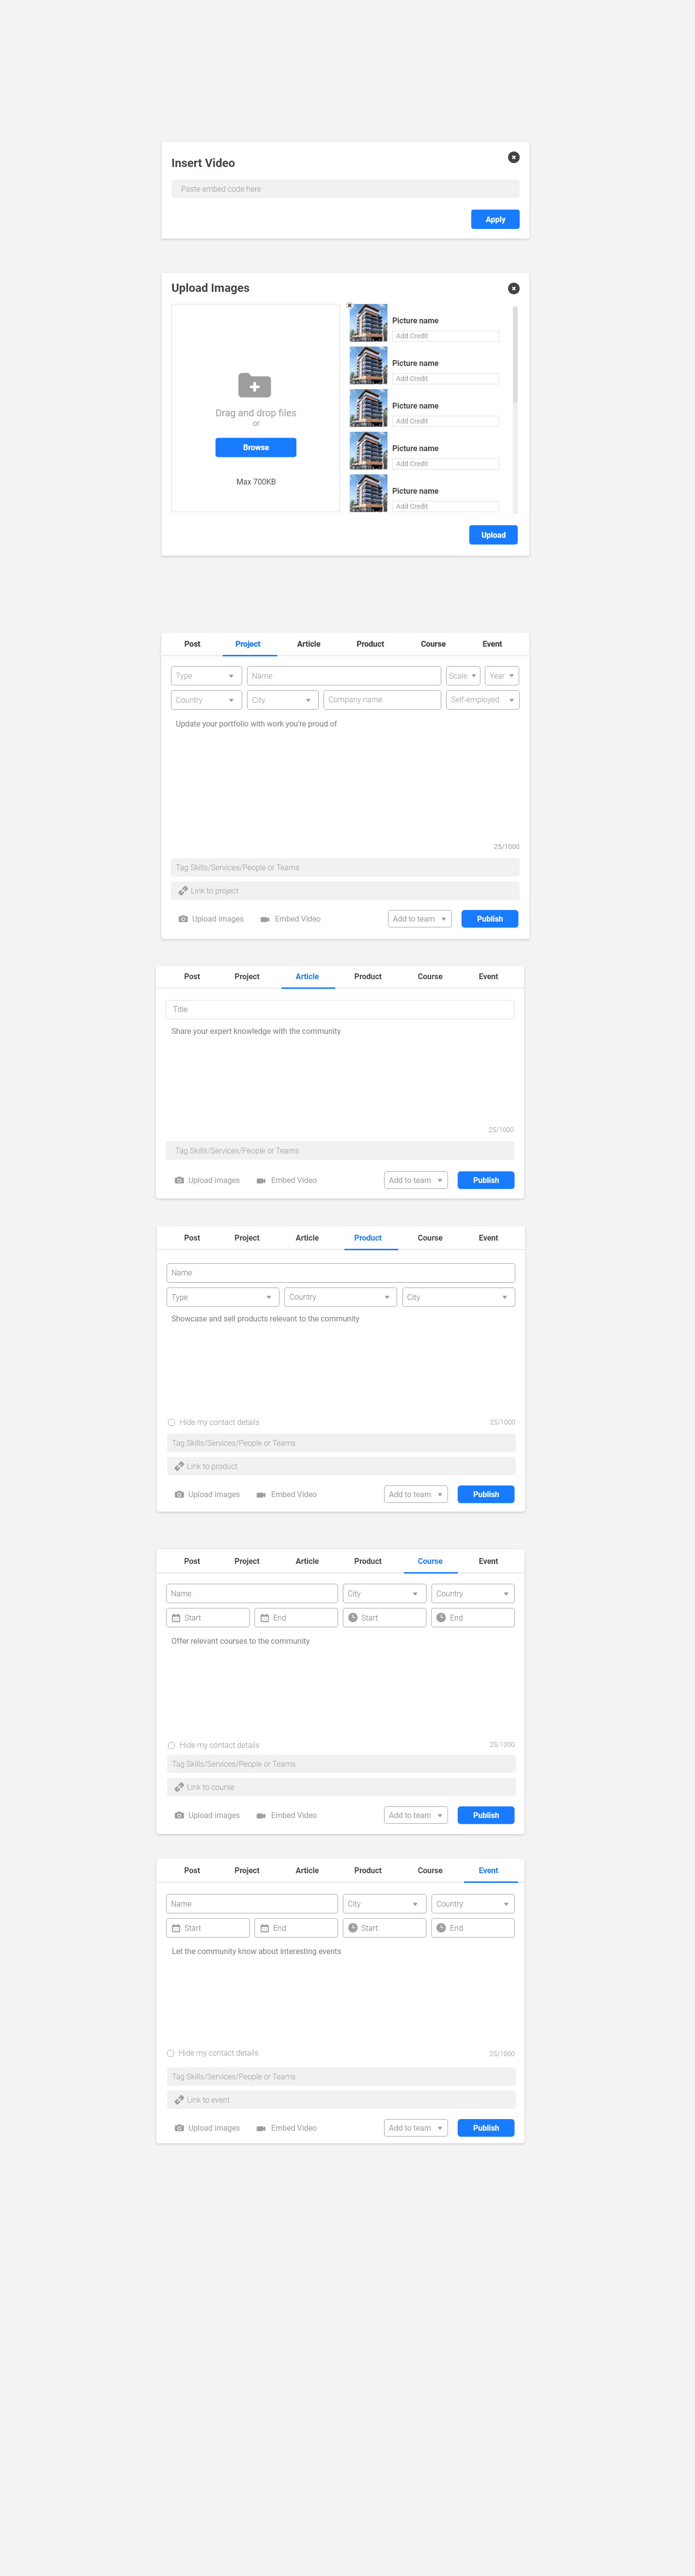 Insert Video
Paste embed code here
Apply
Upload Images
Drag and drop files
or
Browse
Max 700KB
Picture name
Add Credit
Picture name
Add Credit
Picture name
Add Credit
Picture name
Add Credit
Picture name
Add Credit
Upload
Post Project Article Product Course Event
Type Name Scale Year
Country City Company name Self-employed
Update your portfolio with work you're proud of
25/1000
Tag Skills/Services/People or Teams
Link to project
Upload images Embed Video Add to team Publish
Post Project Article Product Course Event
Title
Share your expert knowledge with the community
25/1000
Tag Skills/Services/People or Teams
Upload images Embed Video Add to team Publish
Post Project Article Product Course Event
Name
Type Country City
Showcase and sell products relevant to the community
Hide my contact details 25/1000
Tag Skills/Services/People or Teams
Link to product
Upload images Embed Video Add to team Publish
Post Project Article Product Course Event
Name City Country
Start End Start End
Offer relevant courses to the community
Hide my contact details 25/1000
Tag Skills/Services/People or Teams
Link to course
Upload images Embed Video Add to team Publish
Post Project Article Product Course Event
Name City Country
Start End Start End
Let the community know about interesting events
Hide my contact details 25/1000
Tag Skills/Services/People or Teams
Link to event
Upload images Embed Video Add to team Publish